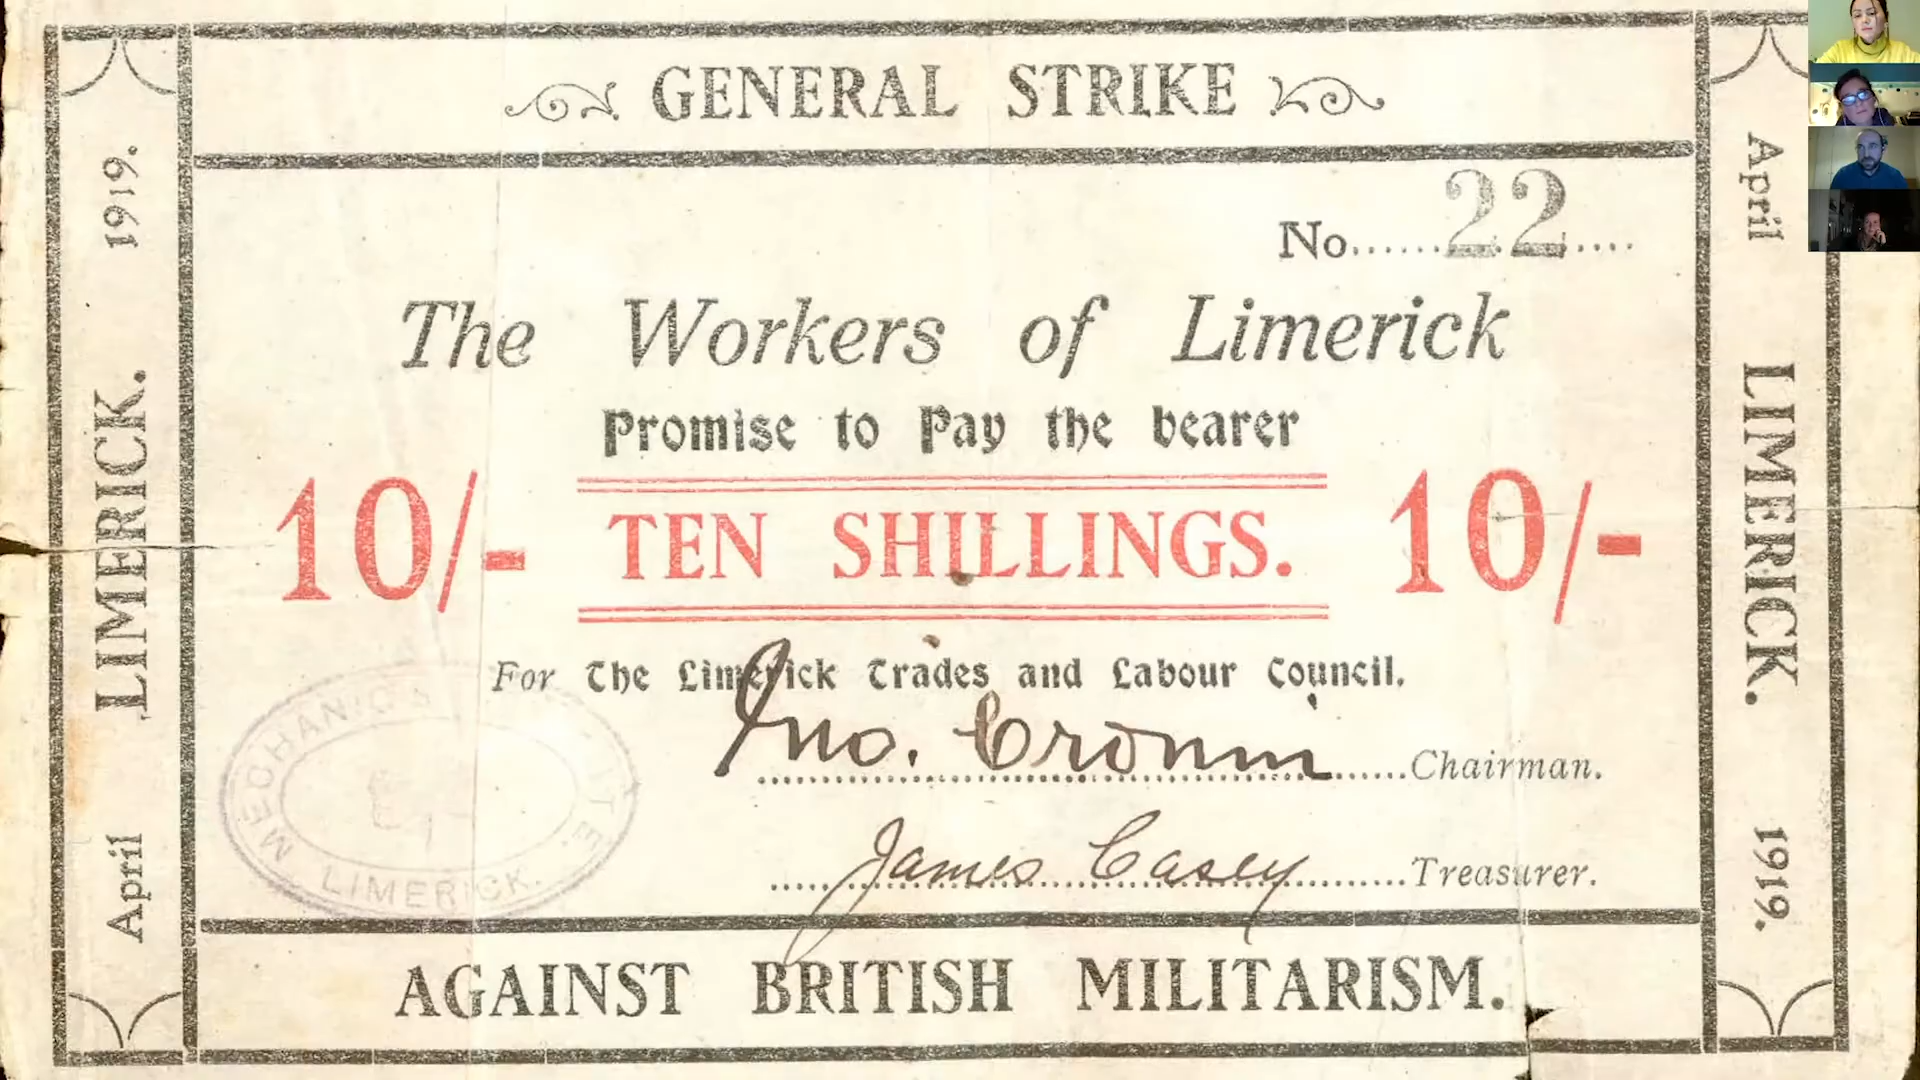 GENERAL STRIKE
No. 22
The Workers of Limerick
Promise to Pay the bearer
10/- TEN SHILLINGS. 10/-
For The Limerick Trades and Labour Council.
Jno. Cronin Chairman.
James Casey Treasurer.
AGAINST BRITISH MILITARISM.
April LIMERICK. 1919.
April LIMERICK. 1919.
MECHANICS
LIMERICK.